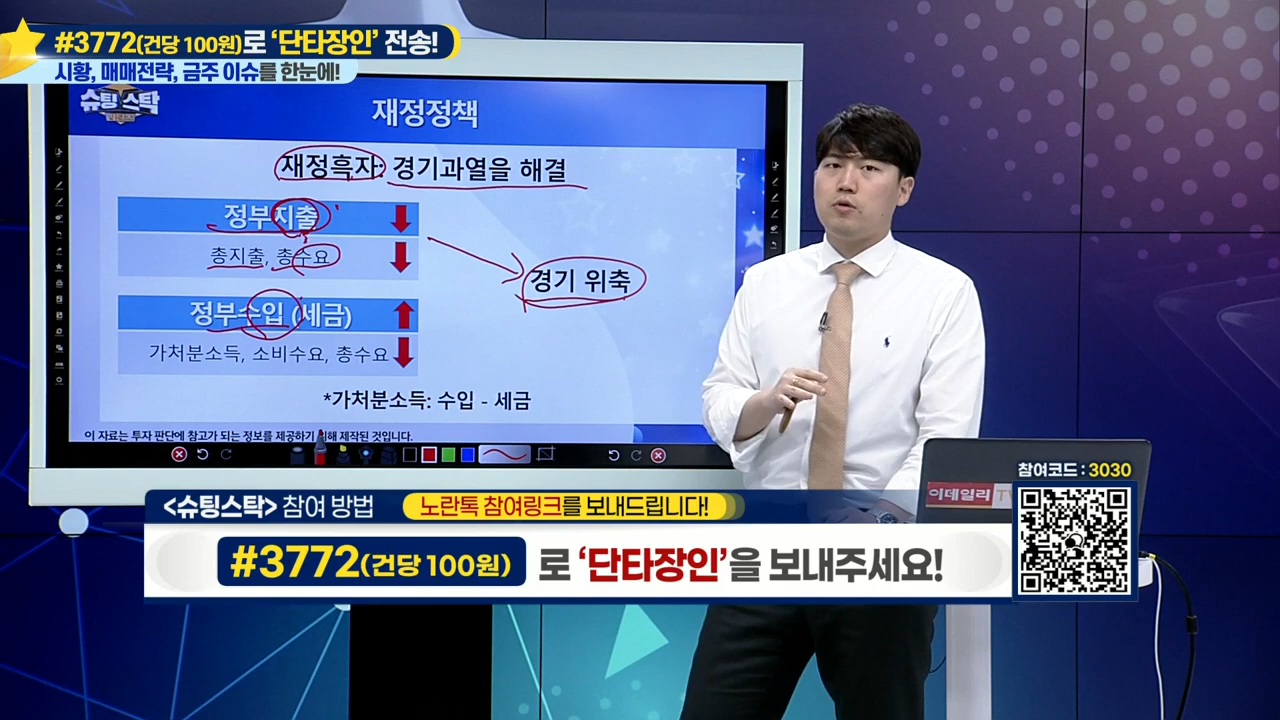 #3772(건당 100원)로 ‘단타장인’ 전송!
시황, 매매전략, 금주 이슈를 한눈에!
슈팅 스탁
재정정책
재정흑자: 경기과열을 해결
정부지출
총지출, 총수요
경기 위축
정부수입 (세금)
가처분소득, 소비수요, 총수요
*가처분소득: 수입 - 세금
이 자료는 투자 판단에 참고가 되는 정보를 제공하기 위해 제작된 것입니다.
참여코드 : 3030
이데일리 TV
<슈팅스탁> 참여 방법
노란톡 참여링크를 보내드립니다!
#3772(건당 100원) 로 ‘단타장인’을 보내주세요!